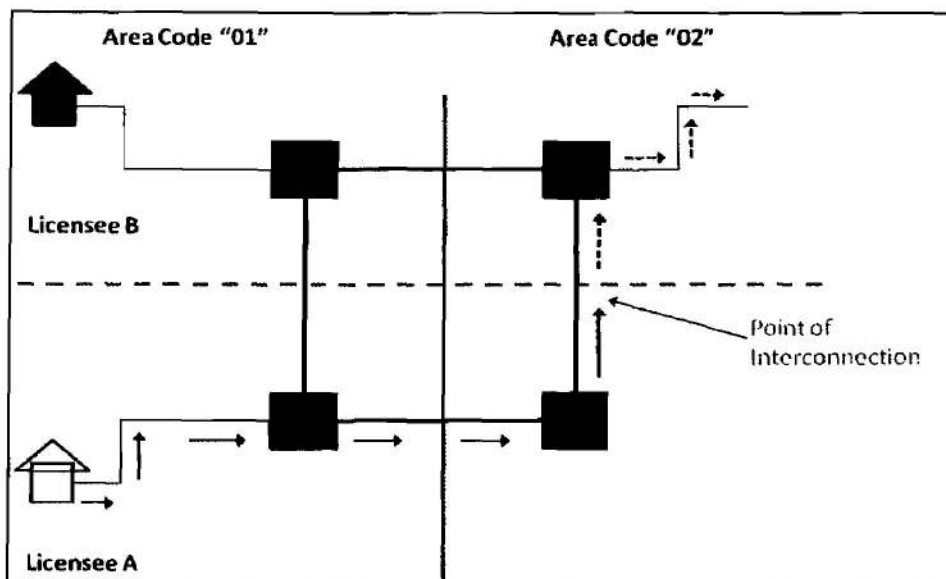 Area Code "01"
Area Code "02"
Licensee B
Point of
Interconnection
Licensee A